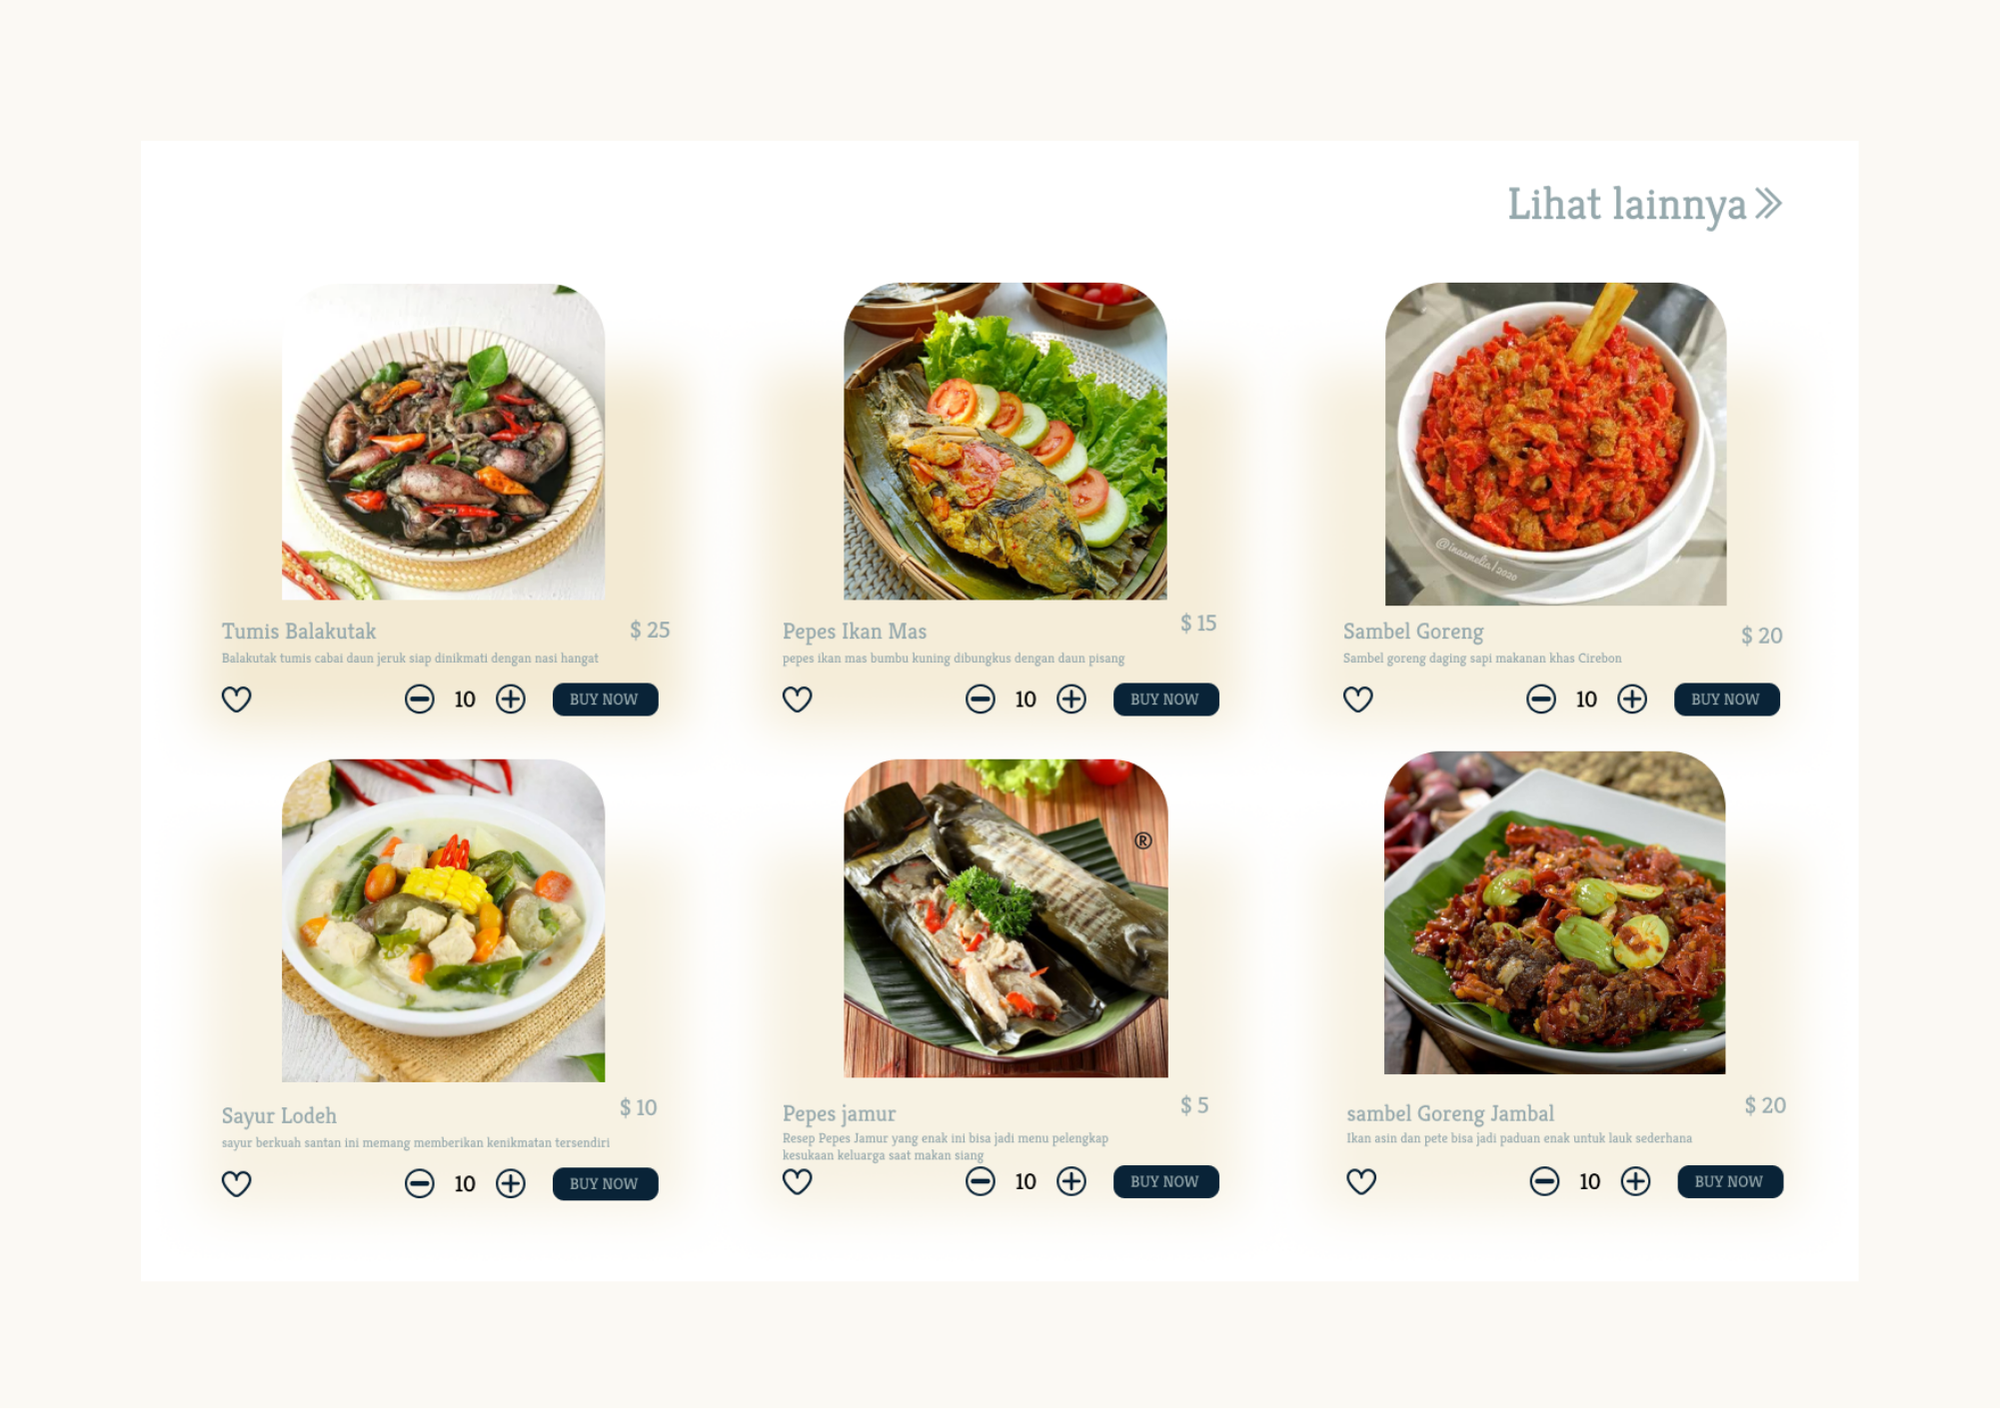 Lihat lainnya
@inaamelia | 2020
Tumis Balakutak
$ 25
Balakutak tumis cabai daun jeruk siap dinikmati dengan nasi hangat
10
BUY NOW
Pepes Ikan Mas
$ 15
pepes ikan mas bumbu kuning dibungkus dengan daun pisang
10
BUY NOW
Sambel Goreng
$ 20
Sambel goreng daging sapi makanan khas Cirebon
10
BUY NOW
®
Sayur Lodeh
$ 10
sayur berkuah santan ini memang memberikan kenikmatan tersendiri
10
BUY NOW
Pepes jamur
$ 5
Resep Pepes Jamur yang enak ini bisa jadi menu pelengkap
kesukaan keluarga saat makan siang
10
BUY NOW
sambel Goreng Jambal
$ 20
Ikan asin dan pete bisa jadi paduan enak untuk lauk sederhana
10
BUY NOW